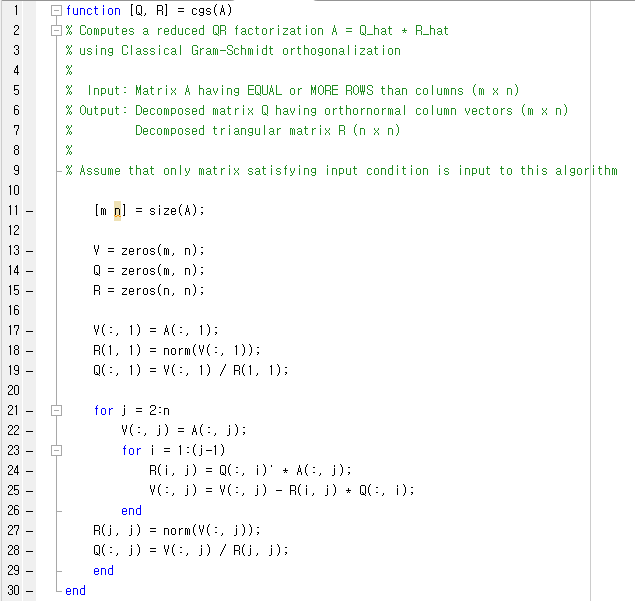 1 function [Q, R] = cgs(A)
2 % Computes a reduced QR factorization A = Q_hat * R_hat
3 % using Classical Gram-Schmidt orthogonalization
4 %
5 %  Input: Matrix A having EQUAL or MORE ROWS than columns (m x n)
6 % Output: Decomposed matrix Q having orthornormal column vectors (m x n)
7 %         Decomposed triangular matrix R (n x n)
8 %
9 % Assume that only matrix satisfying input condition is input to this algorithm
10
11 –     [m n] = size(A);
12
13 –     V = zeros(m, n);
14 –     Q = zeros(m, n);
15 –     R = zeros(n, n);
16
17 –     V(:, 1) = A(:, 1);
18 –     R(1, 1) = norm(V(:, 1));
19 –     Q(:, 1) = V(:, 1) / R(1, 1);
20
21 –     for j = 2:n
22 –         V(:, j) = A(:, j);
23 –         for i = 1:(j-1)
24 –             R(i, j) = Q(:, i)' * A(:, j);
25 –             V(:, j) = V(:, j) - R(i, j) * Q(:, i);
26 –         end
27 –     R(j, j) = norm(V(:, j));
28 –     Q(:, j) = V(:, j) / R(j, j);
29 –     end
30 – end